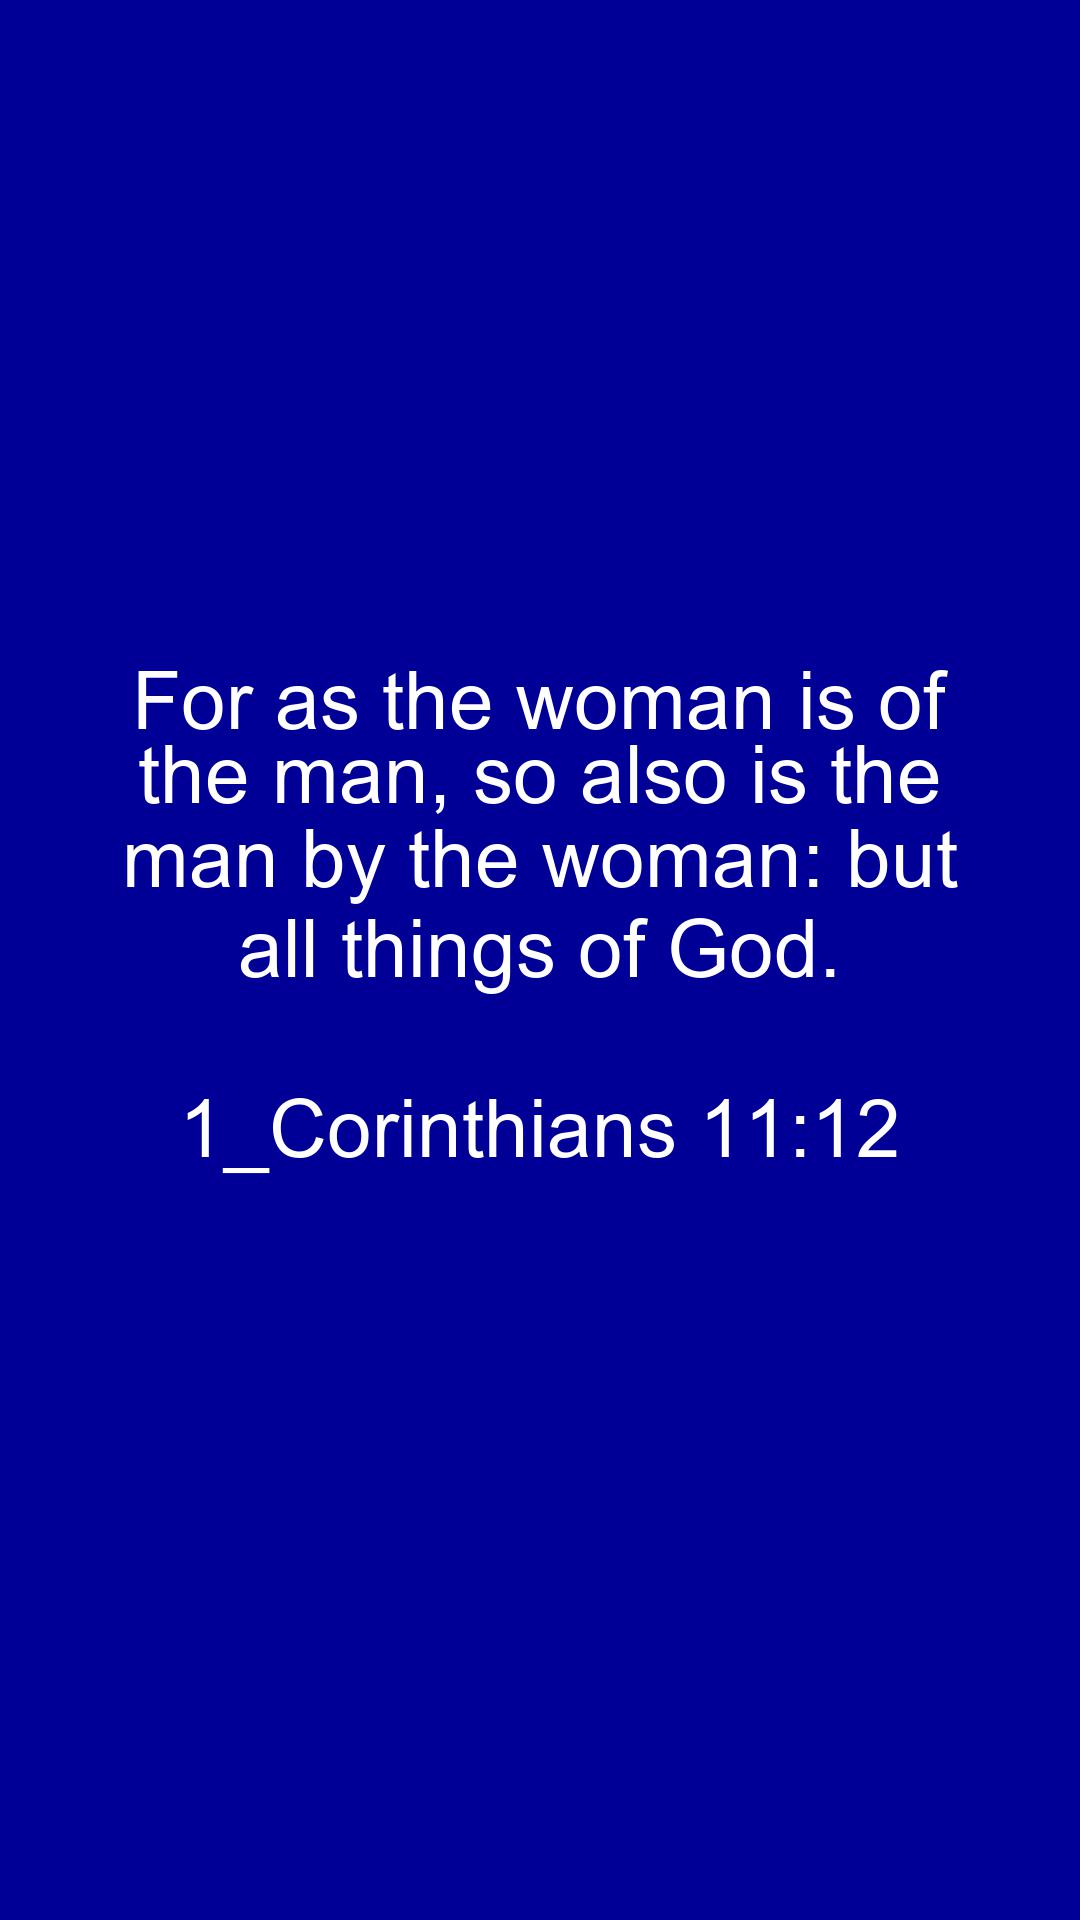 For as the woman is of
the man, so also is the
man by the woman: but
all things of God.
1_Corinthians 11:12